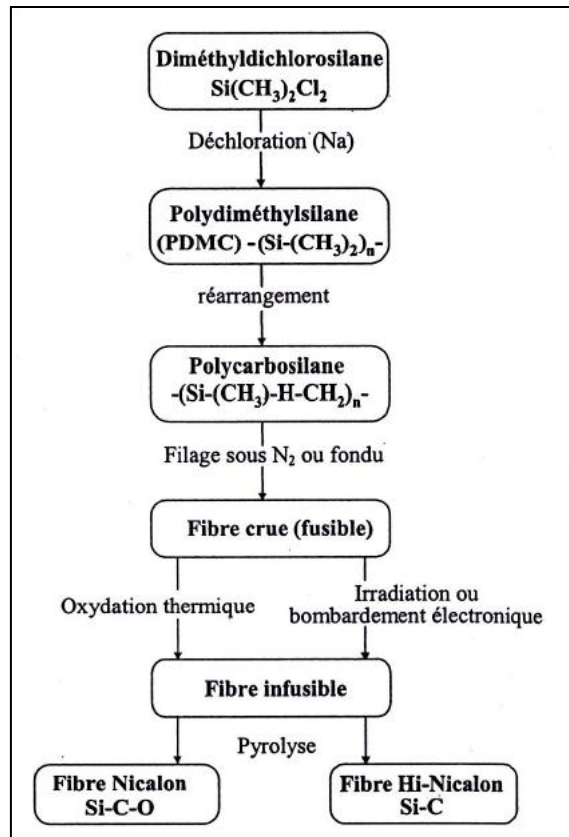 Diméthyldichlorosilane
Si(CH₃)₂Cl₂
Déchloration (Na)
Polydiméthylsilane
(PDMC) -(Si-(CH₃)₂)ₙ-
réarrangement
Polycarbosilane
-(Si-(CH₃)-H-CH₂)ₙ-
Filage sous N₂ ou fondu
Fibre crue (fusible)
Oxydation thermique
Irradiation ou
bombardement électronique
Fibre infusible
Pyrolyse
Fibre Nicalon
Si-C-O
Fibre Hi-Nicalon
Si-C